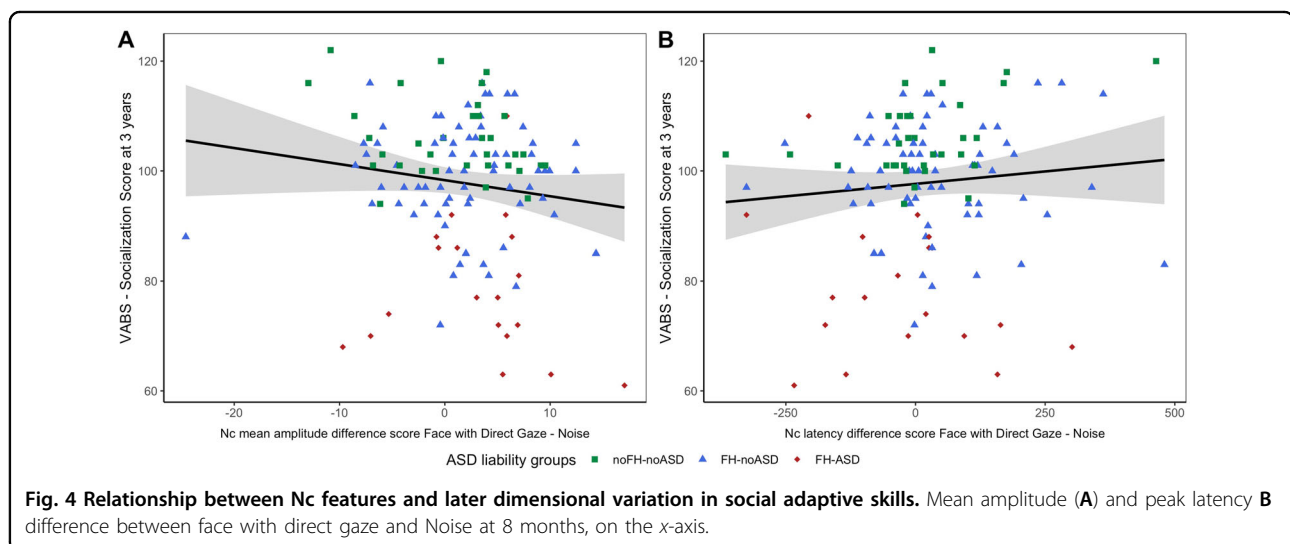 A
B
VABS - Socialization Score at 3 years
120
100
80
60
-20
-10
0
10
Nc mean amplitude difference score Face with Direct Gaze - Noise
VABS - Socialization Score at 3 years
120
100
80
60
-250
0
250
500
Nc latency difference score Face with Direct Gaze - Noise
ASD liability groups noFH-noASD FH-noASD FH-ASD
Fig. 4 Relationship between Nc features and later dimensional variation in social adaptive skills. Mean amplitude (A) and peak latency B
difference between face with direct gaze and Noise at 8 months, on the x-axis.